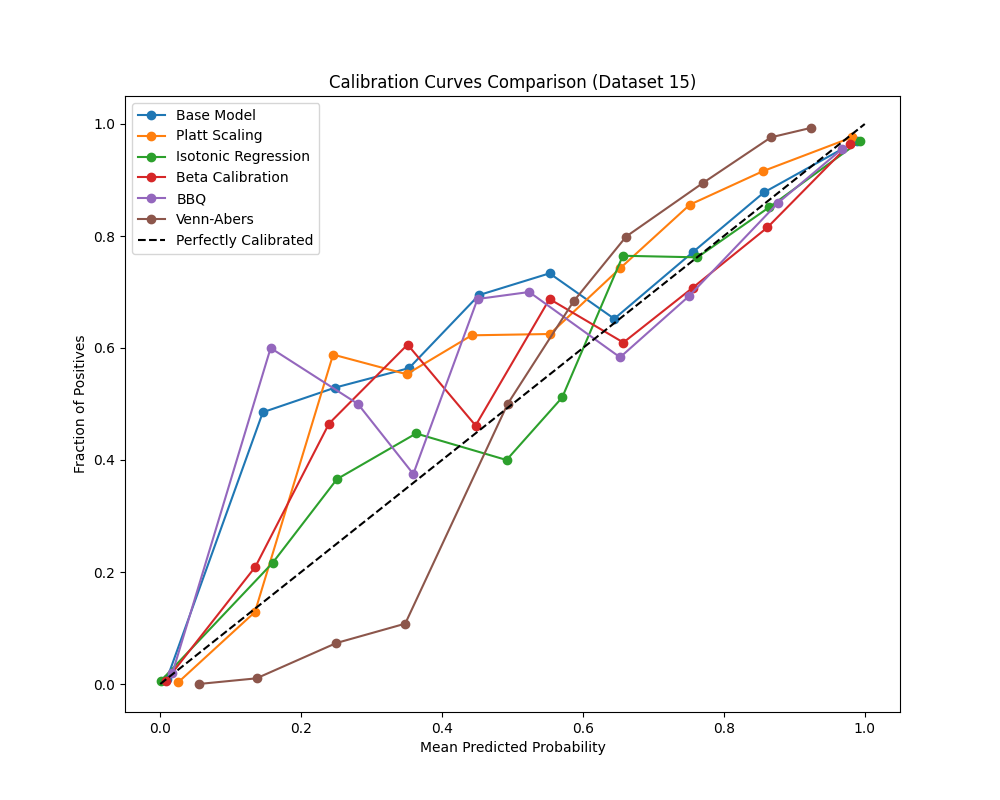 Calibration Curves Comparison (Dataset 15)
Base Model
Platt Scaling
Isotonic Regression
Beta Calibration
BBQ
Venn-Abers
Perfectly Calibrated
Fraction of Positives
1.0
0.8
0.6
0.4
0.2
0.0
0.0 0.2 0.4 0.6 0.8 1.0
Mean Predicted Probability